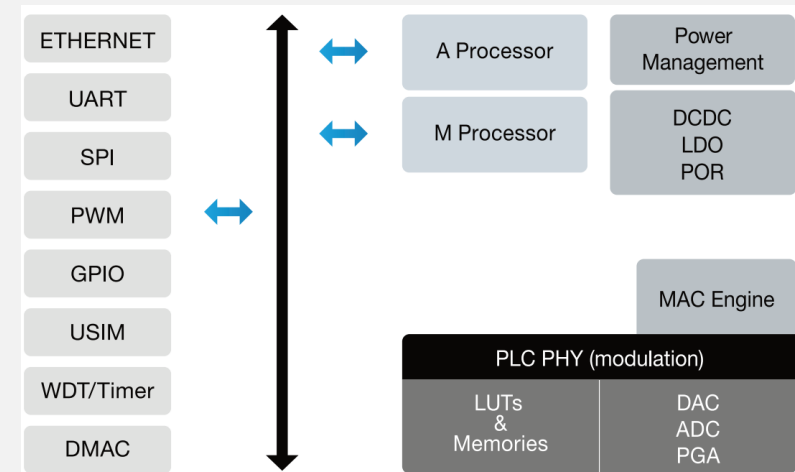 ETHERNET
UART
SPI
PWM
GPIO
USIM
WDT/Timer
DMAC
A Processor
M Processor
Power
Management
DCDC
LDO
POR
MAC Engine
PLC PHY (modulation)
LUTs
&
Memories
DAC
ADC
PGA